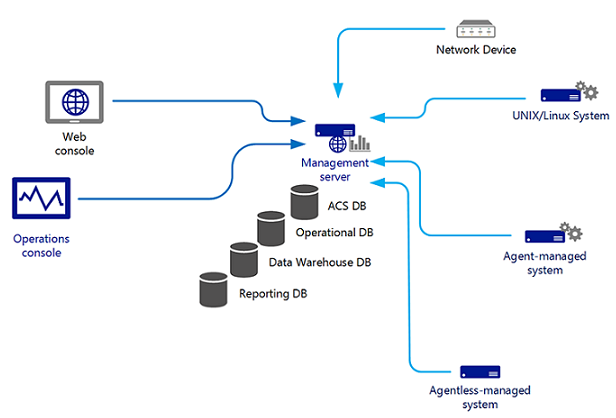 Network Device
Web
console
UNIX/Linux System
Management
server
ACS DB
Operational DB
Operations
console
Data Warehouse DB
Agent-managed
system
Reporting DB
Agentless-managed
system